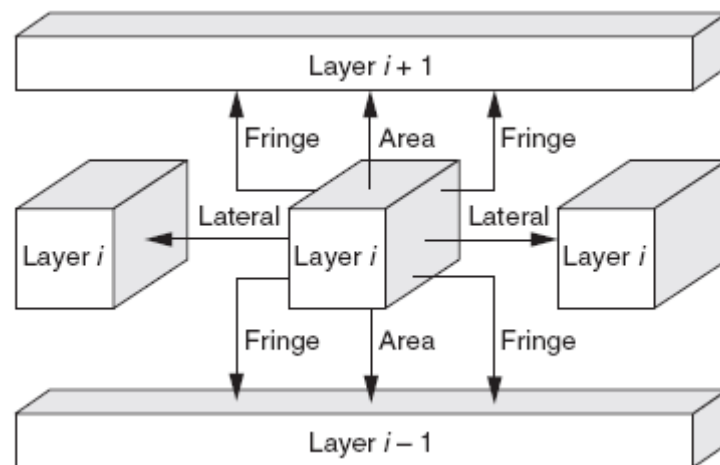 Layer i + 1
Fringe Area Fringe
Lateral Lateral
Layer i Layer i Layer i
Fringe Area Fringe
Layer i – 1